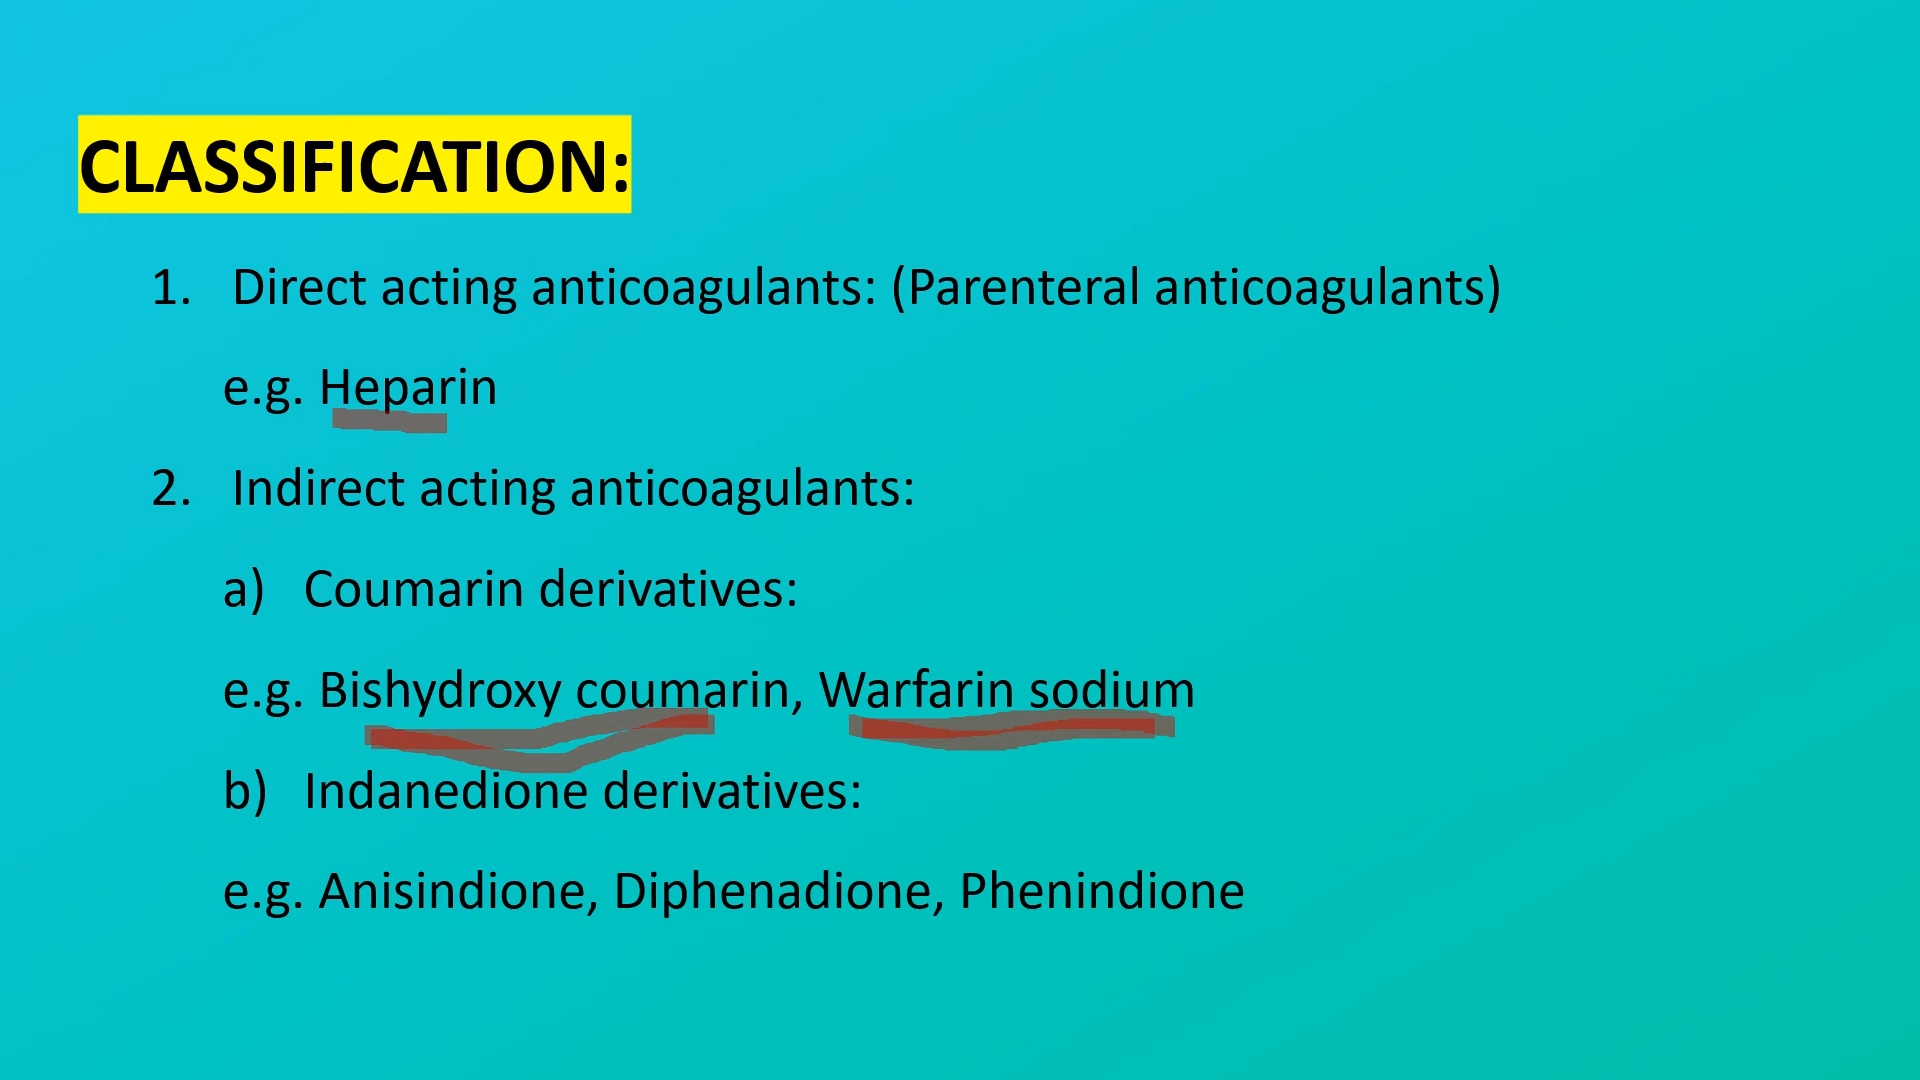 CLASSIFICATION:
1. Direct acting anticoagulants: (Parenteral anticoagulants)
e.g. Heparin
2. Indirect acting anticoagulants:
a) Coumarin derivatives:
e.g. Bishydroxy coumarin, Warfarin sodium
b) Indanedione derivatives:
e.g. Anisindione, Diphenadione, Phenindione